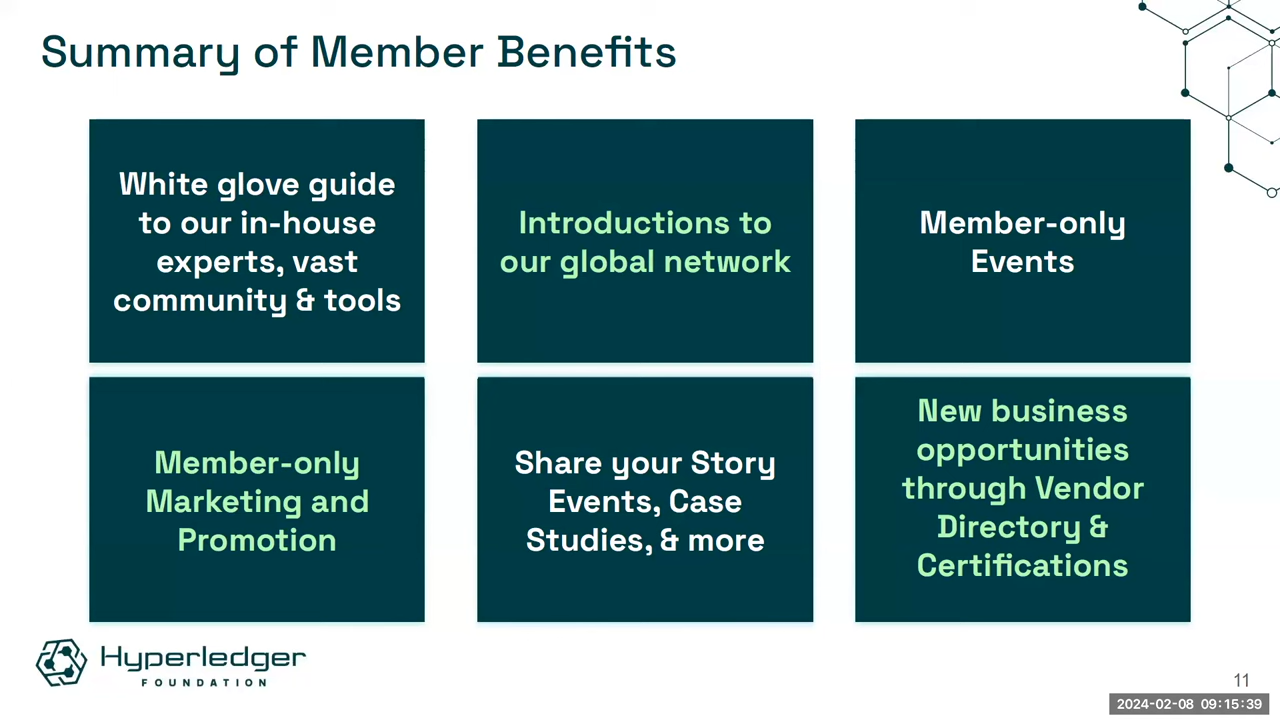 Summary of Member Benefits
White glove guide
to our in-house
experts, vast
community & tools
Introductions to
our global network
Member-only
Events
Member-only
Marketing and
Promotion
Share your Story
Events, Case
Studies, & more
New business
opportunities
through Vendor
Directory &
Certifications
Hyperledger
FOUNDATION
11
2024-02-08 09:15:39